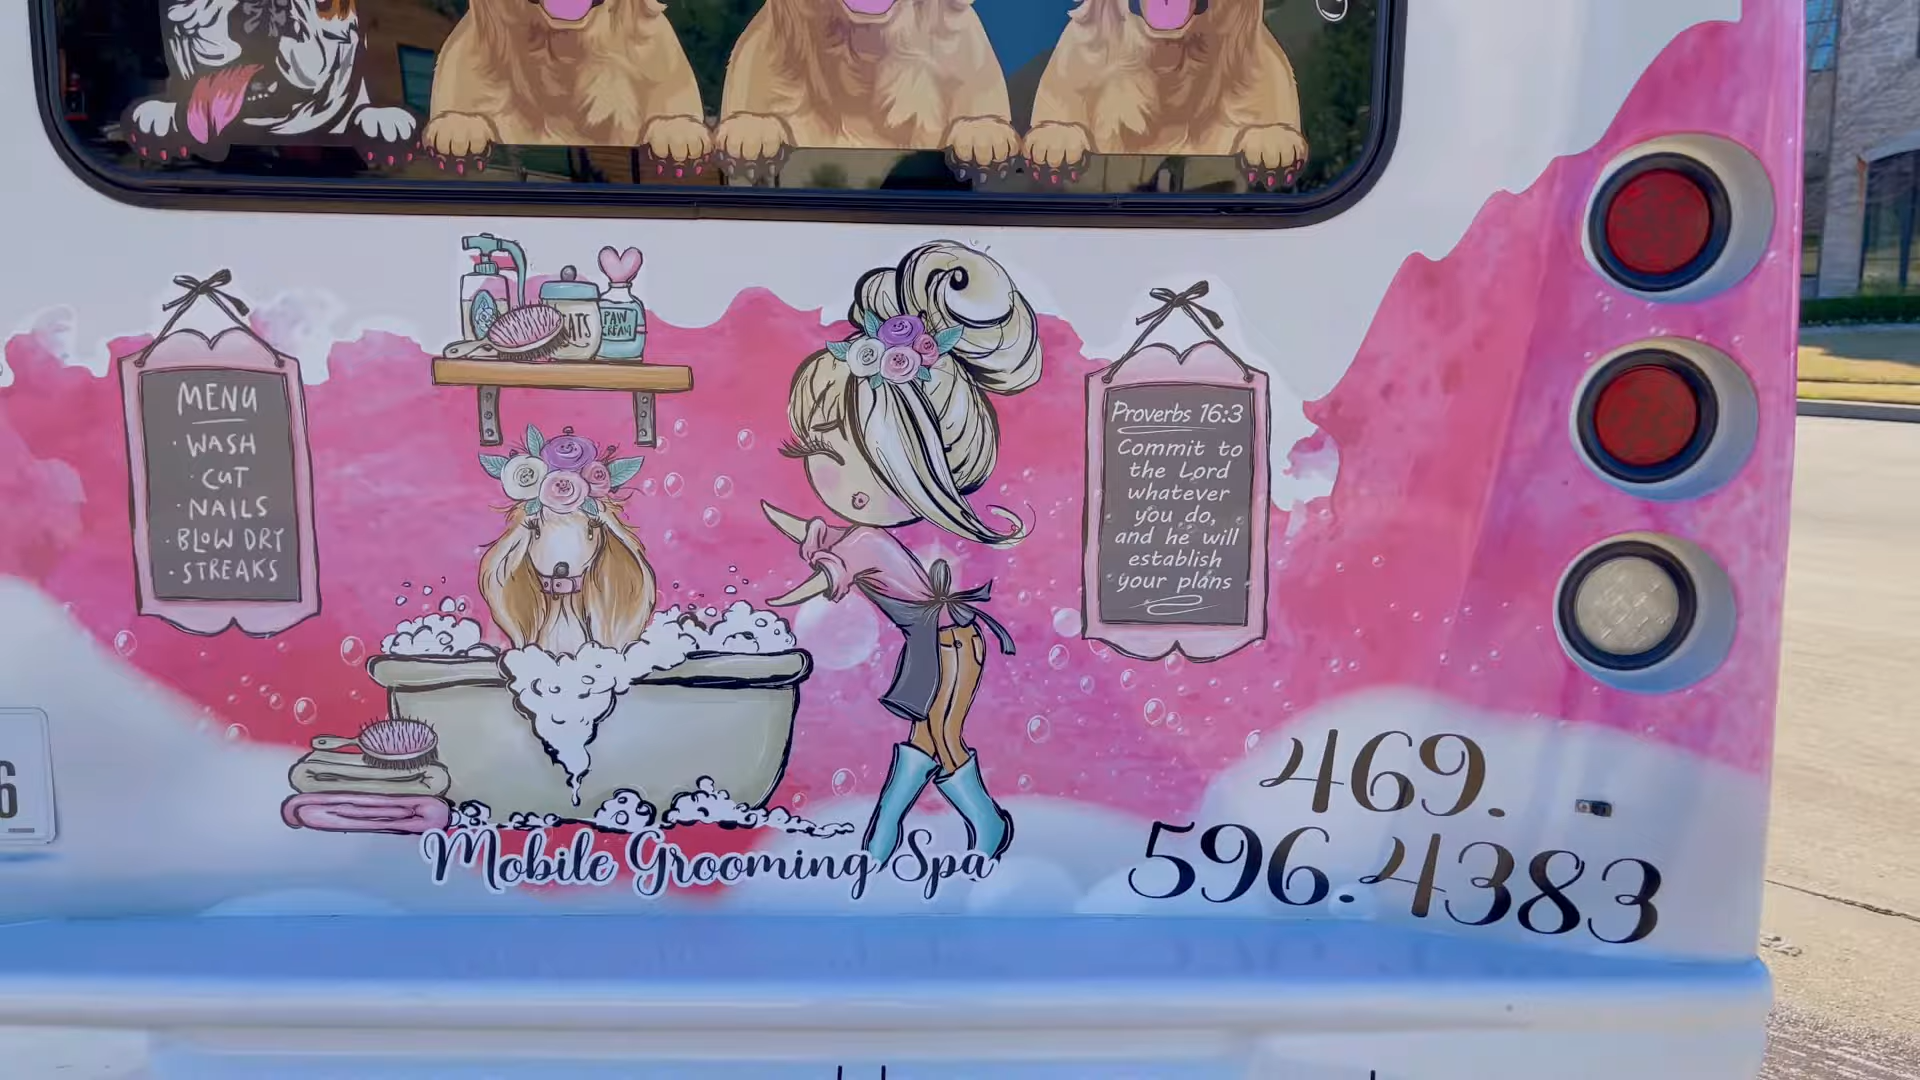 MENU
· WASH
· CUT
· NAILS
· BLOW DRY
· STREAKS
PAW
CREAM
Proverbs 16:3
Commit to
the Lord
whatever
you do,
and he will
establish
your plans
6
469.
596.4383
Mobile Grooming Spa